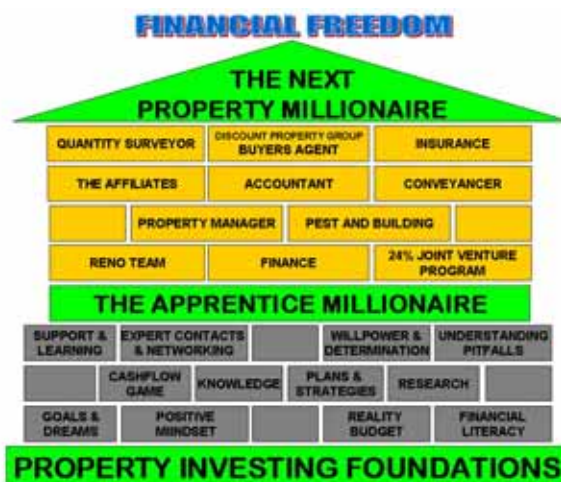 FINANCIAL FREEDOM
THE NEXT
PROPERTY MILLIONAIRE
QUANTITY SURVEYOR
DISCOUNT PROPERTY GROUP
BUYERS AGENT
INSURANCE
THE AFFILIATES
ACCOUNTANT
CONVEYANCER
PROPERTY MANAGER
PEST AND BUILDING
RENO TEAM
FINANCE
24% JOINT VENTURE
PROGRAM
THE APPRENTICE MILLIONAIRE
SUPPORT &
LEARNING
EXPERT CONTACTS
& NETWORKING
WILLPOWER &
DETERMINATION
UNDERSTANDING
PITFALLS
CASHFLOW
GAME
KNOWLEDGE
PLANS &
STRATEGIES
RESEARCH
GOALS &
DREAMS
POSITIVE
MIINDSET
REALITY
BUDGET
FINANCIAL
LITERACY
PROPERTY INVESTING FOUNDATIONS